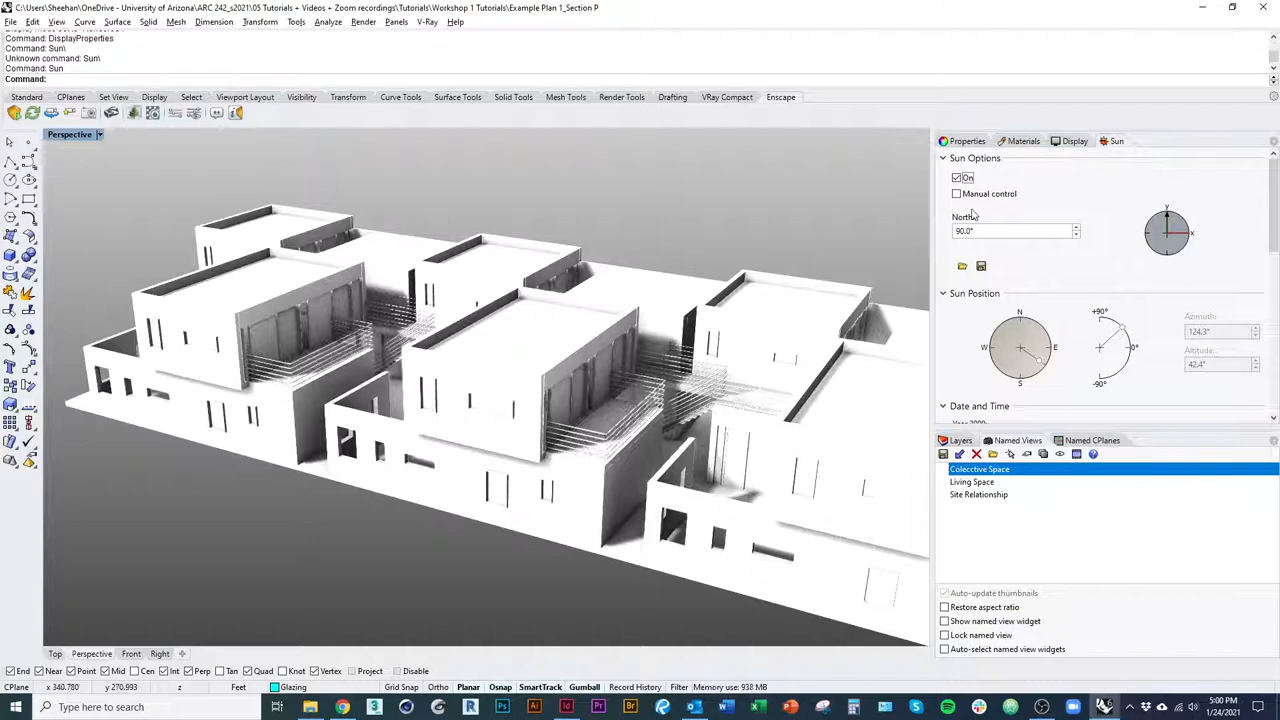 C:\Users\Sheehan\OneDrive - University of Arizona\ARC 242_s2021\05 Tutorials + Videos + Zoom recordings\Tutorials\Workshop 1 Tutorials\Example Plan 1_Section P
File Edit View Curve Surface Solid Mesh Dimension Transform Tools Analyze Render Panels V-Ray Help
Command: DisplayProperties
Command: Sun\
Unknown command: Sun\
Command: Sun
Command:
Standard CPlanes Set View Display Select Viewport Layout Visibility Transform Curve Tools Surface Tools Solid Tools Mesh Tools Render Tools Drafting VRay Compact Enscape
Perspective
Properties Materials Display Sun
Sun Options
On
Manual control
North:
90.0°
y
x
Sun Position
N
W E
S
+90°
-0°
-90°
Azimuth:
124.3°
Altitude:
42.4°
Date and Time
Layers Named Views Named CPlanes
Colecctive Space
Living Space
Site Relationship
Auto-update thumbnails
Restore aspect ratio
Show named view widget
Lock named view
Auto-select named view widgets
Top Perspective Front Right
End Near Point Mid Cen Int Perp Tan Quad Knot Vertex Project Disable
CPlane x 340.780 y 270.993 z Feet Glazing Grid Snap Ortho Planar Osnap SmartTrack Gumball Record History Filter Memory use: 938 MB
Type here to search
5:00 PM
1/24/2021